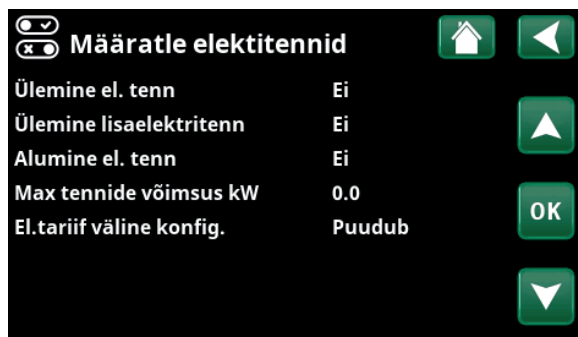 Määratle elektitennid
Ülemine el. tenn Ei
Ülemine lisaelektritenn Ei
Alumine el. tenn Ei
Max tennide võimsus kW 0.0
El.tariif väline konfig. Puudub
OK